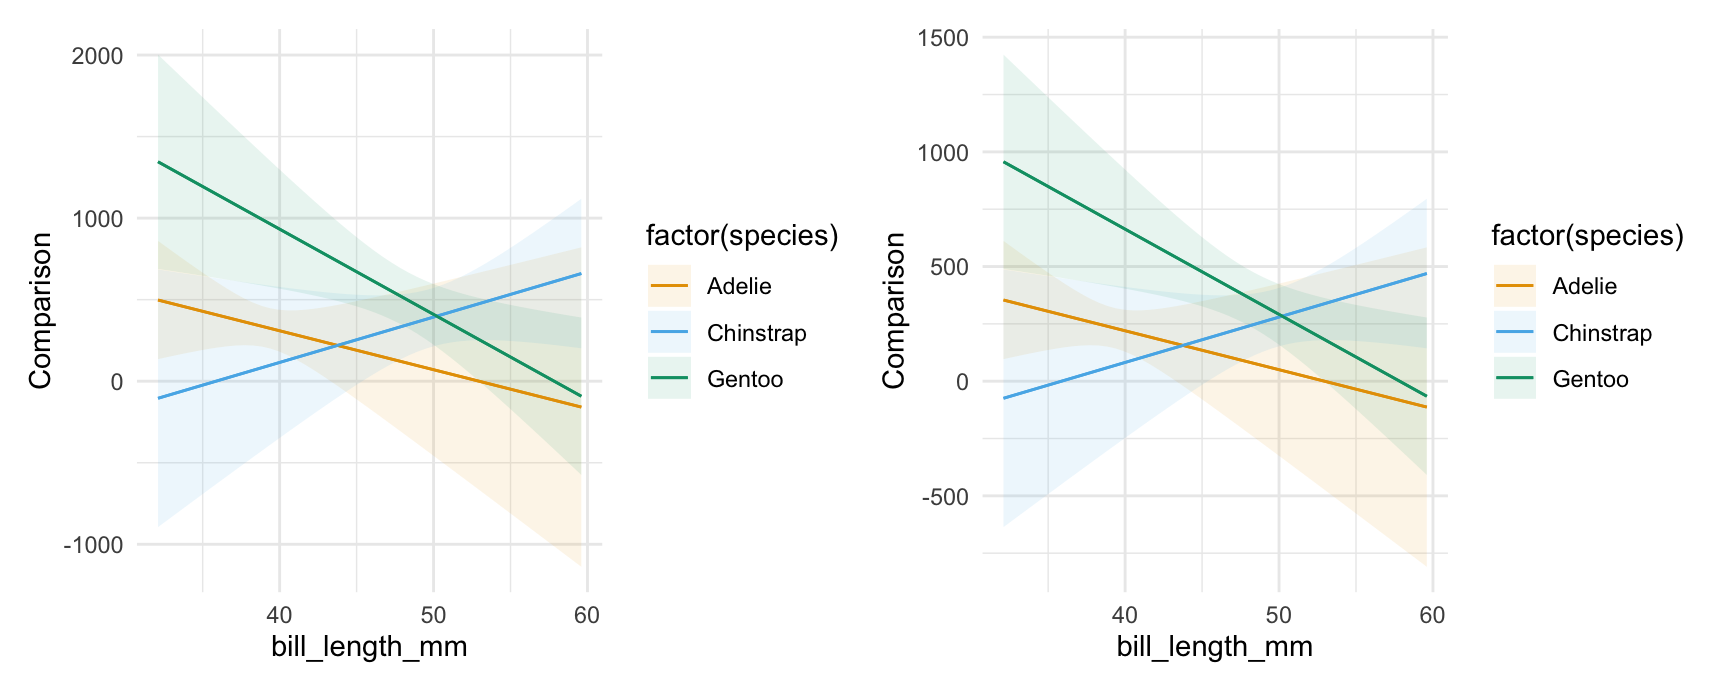 2000
1000
0
-1000
Comparison
40
50
60
bill_length_mm
factor(species)
Adelie
Chinstrap
Gentoo
1500
1000
500
0
-500
Comparison
40
50
60
bill_length_mm
factor(species)
Adelie
Chinstrap
Gentoo